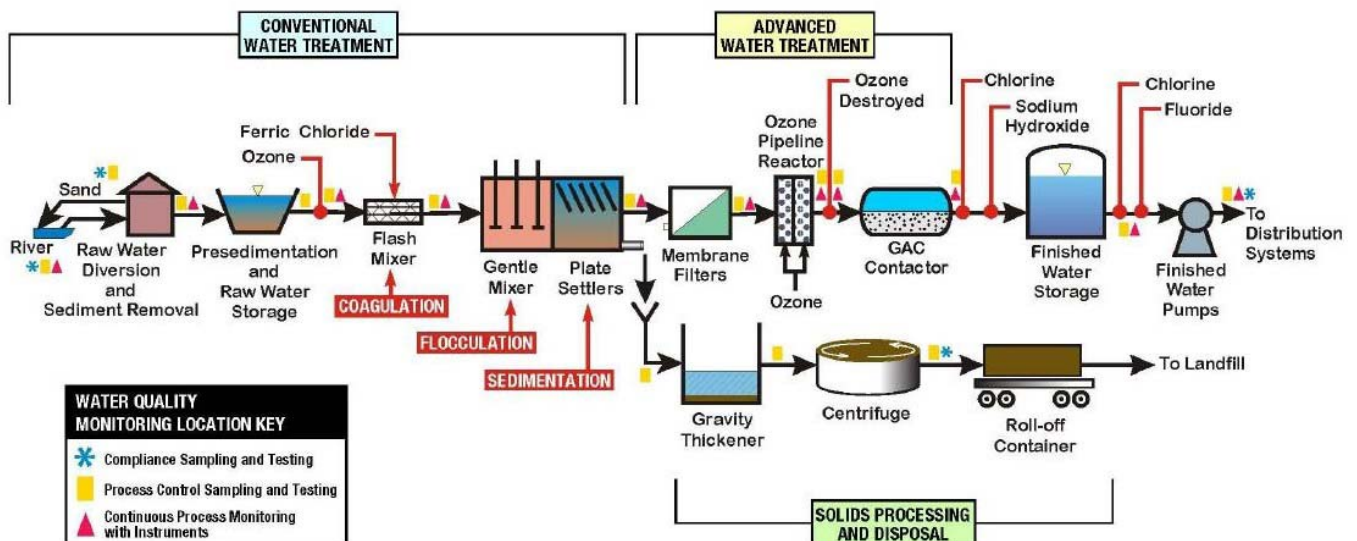 CONVENTIONAL
WATER TREATMENT
ADVANCED
WATER TREATMENT
Ferric Chloride
Ozone
Sand
River
Raw Water
Diversion
and
Sediment Removal
Presedimentation
and
Raw Water
Storage
Flash
Mixer
COAGULATION
Gentle
Mixer
FLOCCULATION
Plate
Settlers
SEDIMENTATION
Membrane
Filters
Ozone
Pipeline
Reactor
Ozone
Ozone
Destroyed
GAC
Contactor
Chlorine
Sodium
Hydroxide
Finished
Water
Storage
Chlorine
Fluoride
Finished
Water
Pumps
To
Distribution
Systems
Gravity
Thickener
Centrifuge
Roll-off
Container
To Landfill
SOLIDS PROCESSING
AND DISPOSAL
WATER QUALITY
MONITORING LOCATION KEY
Compliance Sampling and Testing
Process Control Sampling and Testing
Continuous Process Monitoring
with Instruments